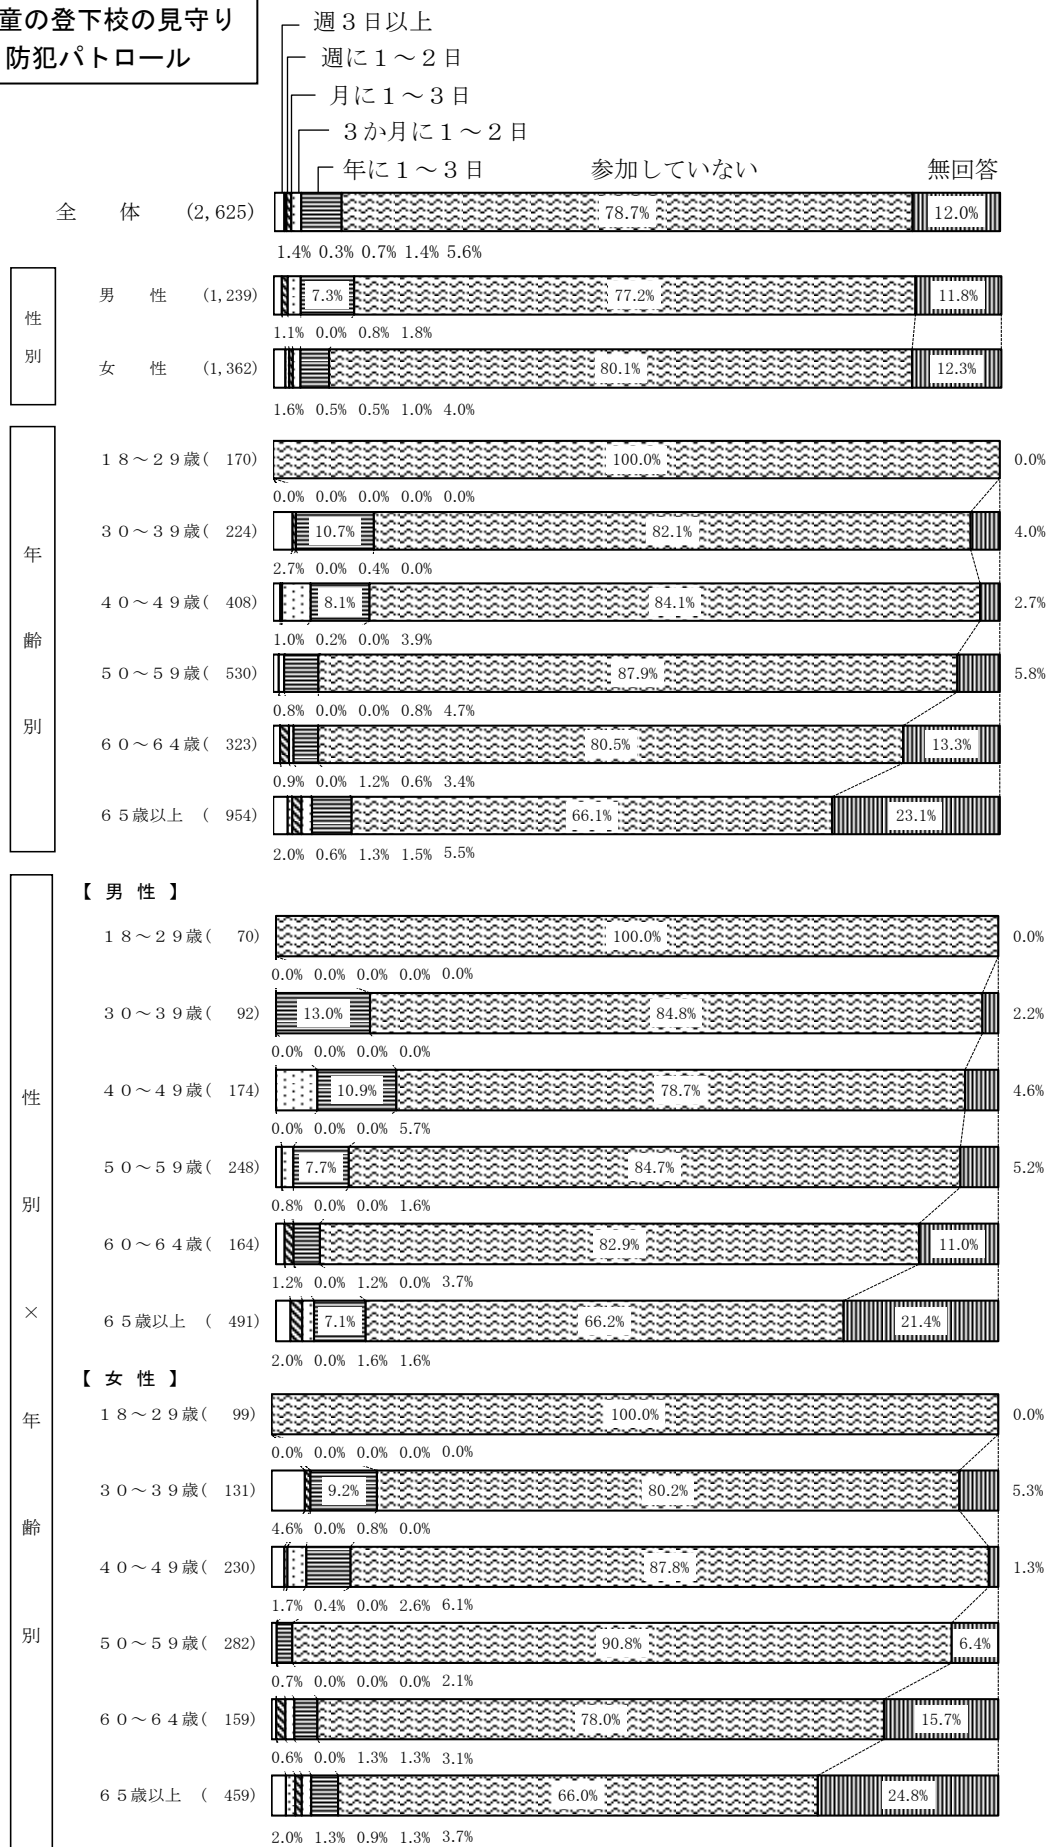 童の登下校の見守り
防犯パトロール
週３日以上
週に１～２日
月に１～３日
３か月に１～２日
年に１～３日 参加していない 無回答
全 体 (2,625) 78.7% 12.0%
1.4% 0.3% 0.7% 1.4% 5.6%
性別
男 性 (1,239) 7.3% 77.2% 11.8%
1.1% 0.0% 0.8% 1.8%
女 性 (1,362) 80.1% 12.3%
1.6% 0.5% 0.5% 1.0% 4.0%
年齢別
１８～２９歳( 170) 100.0% 0.0%
0.0% 0.0% 0.0% 0.0% 0.0%
３０～３９歳( 224) 10.7% 82.1% 4.0%
2.7% 0.0% 0.4% 0.0%
４０～４９歳( 408) 8.1% 84.1% 2.7%
1.0% 0.2% 0.0% 3.9%
５０～５９歳( 530) 87.9% 5.8%
0.8% 0.0% 0.0% 0.8% 4.7%
６０～６４歳( 323) 80.5% 13.3%
0.9% 0.0% 1.2% 0.6% 3.4%
６５歳以上 ( 954) 66.1% 23.1%
2.0% 0.6% 1.3% 1.5% 5.5%
性別×年齢別
【 男 性 】
１８～２９歳( 70) 100.0% 0.0%
0.0% 0.0% 0.0% 0.0% 0.0%
３０～３９歳( 92) 13.0% 84.8% 2.2%
0.0% 0.0% 0.0% 0.0%
４０～４９歳( 174) 10.9% 78.7% 4.6%
0.0% 0.0% 0.0% 5.7%
５０～５９歳( 248) 7.7% 84.7% 5.2%
0.8% 0.0% 0.0% 1.6%
６０～６４歳( 164) 82.9% 11.0%
1.2% 0.0% 1.2% 0.0% 3.7%
６５歳以上 ( 491) 7.1% 66.2% 21.4%
2.0% 0.0% 1.6% 1.6%
【 女 性 】
１８～２９歳( 99) 100.0% 0.0%
0.0% 0.0% 0.0% 0.0% 0.0%
３０～３９歳( 131) 9.2% 80.2% 5.3%
4.6% 0.0% 0.8% 0.0%
４０～４９歳( 230) 87.8% 1.3%
1.7% 0.4% 0.0% 2.6% 6.1%
５０～５９歳( 282) 90.8% 6.4%
0.7% 0.0% 0.0% 0.0% 2.1%
６０～６４歳( 159) 78.0% 15.7%
0.6% 0.0% 1.3% 1.3% 3.1%
６５歳以上 ( 459) 66.0% 24.8%
2.0% 1.3% 0.9% 1.3% 3.7%